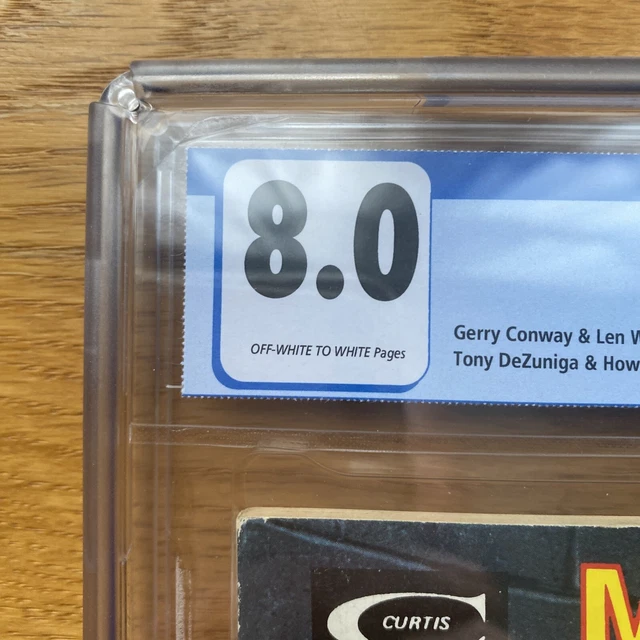 8.0
OFF-WHITE TO WHITE Pages
Gerry Conway & Len
Tony DeZuniga & How
CURTIS
M